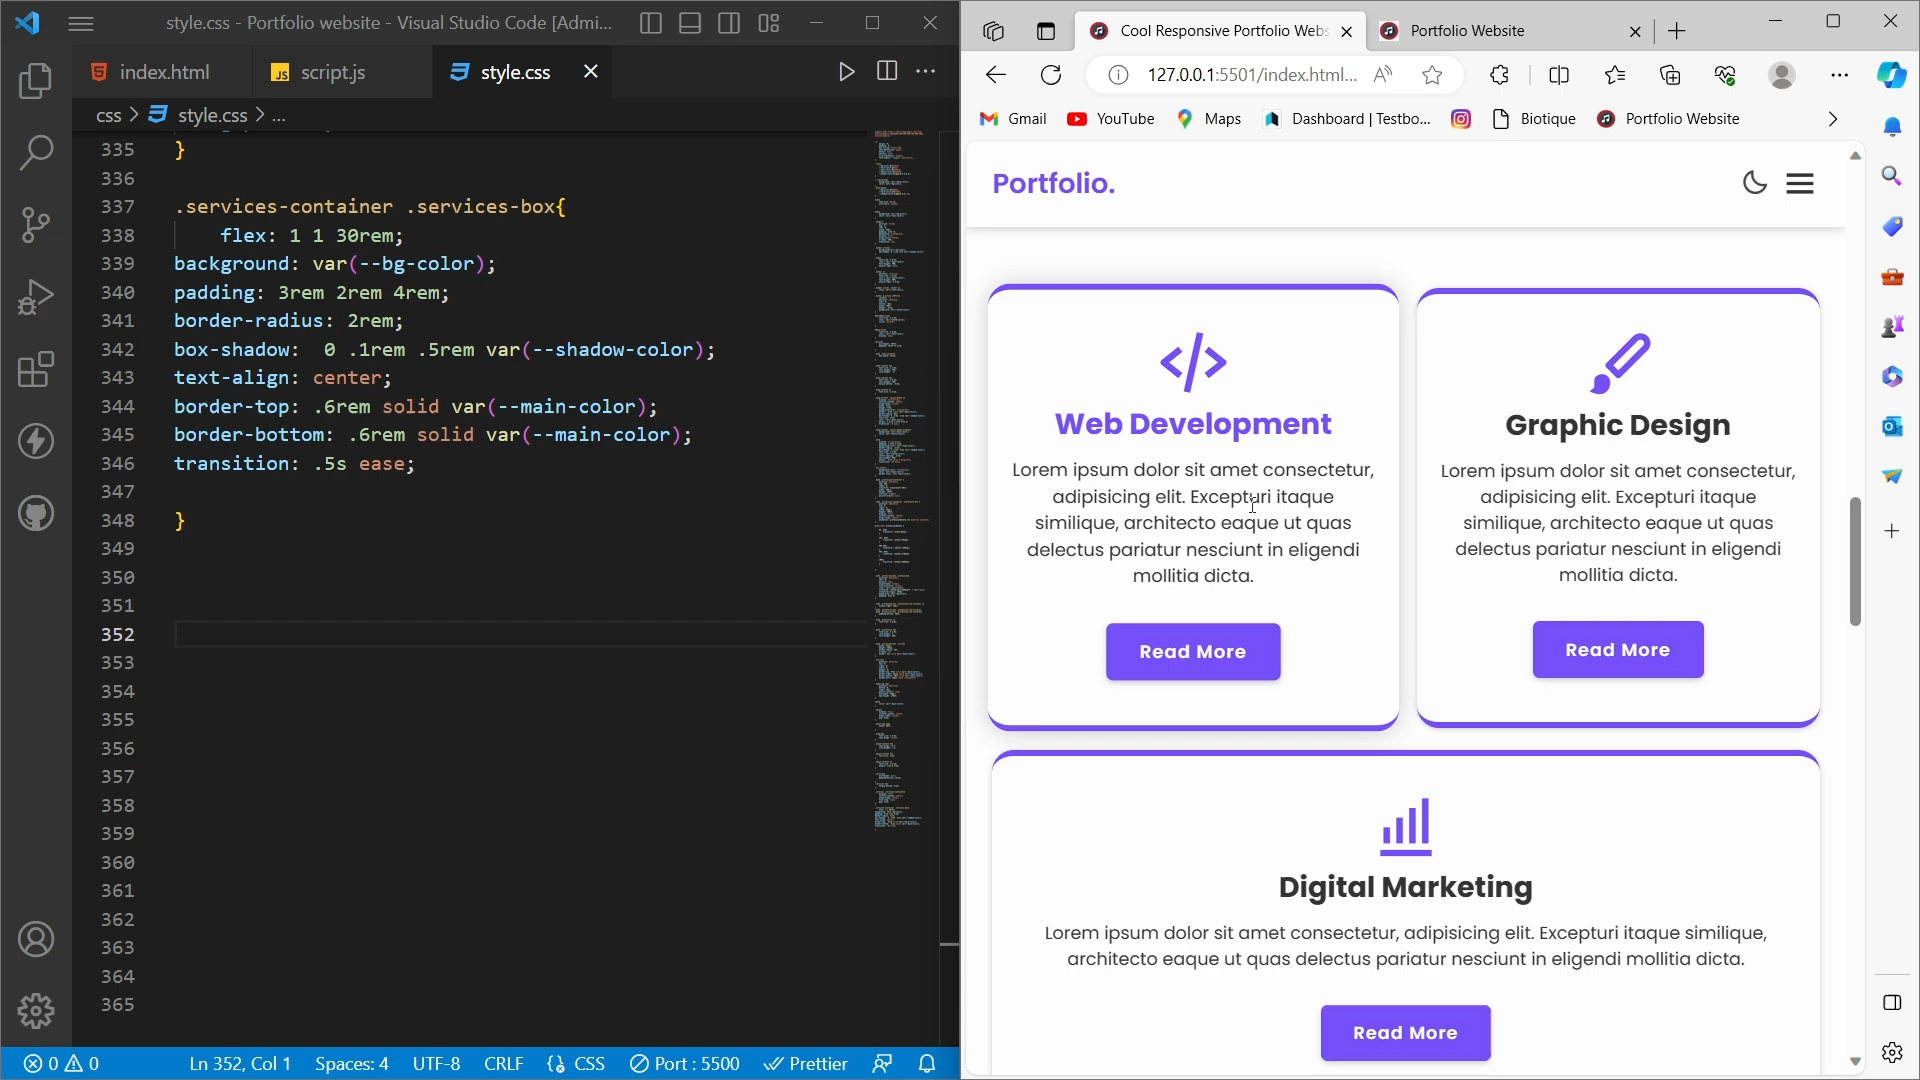 style.css - Portfolio website - Visual Studio Code [Admi...
index.html
script.js
style.css
css > style.css > ...
335 }
336
337 .services-container .services-box{
338 flex: 1 1 30rem;
339 background: var(--bg-color);
340 padding: 3rem 2rem 4rem;
341 border-radius: 2rem;
342 box-shadow:  0 .1rem .5rem var(--shadow-color);
343 text-align: center;
344 border-top: .6rem solid var(--main-color);
345 border-bottom: .6rem solid var(--main-color);
346 transition: .5s ease;
347
348 }
349
350
351
352
353
354
355
356
357
358
359
360
361
362
363
364
365
0 0 Ln 352, Col 1 Spaces: 4 UTF-8 CRLF CSS Port : 5500 Prettier
Cool Responsive Portfolio Webs
Portfolio Website
127.0.0.1:5501/index.html...
Gmail YouTube Maps Dashboard | Testbo... Biotique Portfolio Website
Portfolio.
Web Development
Lorem ipsum dolor sit amet consectetur,
adipisicing elit. Excepturi itaque
similique, architecto eaque ut quas
delectus pariatur nesciunt in eligendi
mollitia dicta.
Read More
Graphic Design
Lorem ipsum dolor sit amet consectetur,
adipisicing elit. Excepturi itaque
similique, architecto eaque ut quas
delectus pariatur nesciunt in eligendi
mollitia dicta.
Read More
Digital Marketing
Lorem ipsum dolor sit amet consectetur, adipisicing elit. Excepturi itaque similique,
architecto eaque ut quas delectus pariatur nesciunt in eligendi mollitia dicta.
Read More